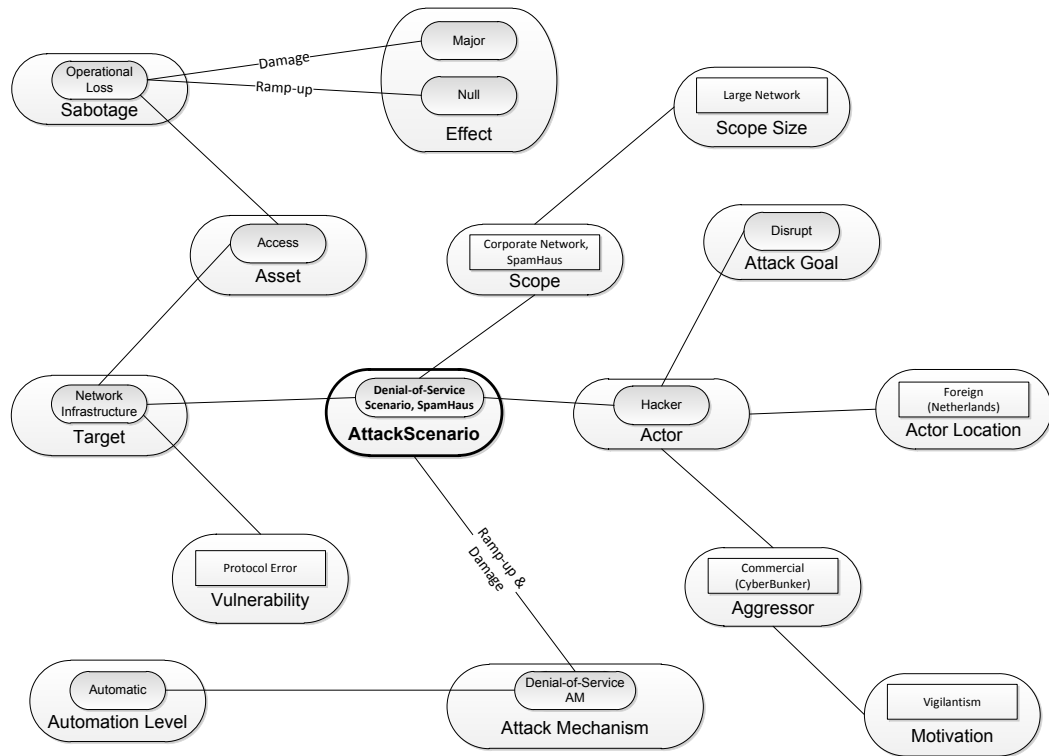 Major
Damage
Operational
Loss
Sabotage
Ramp-up
Null
Effect
Large Network
Scope Size
Access
Asset
Corporate Network,
SpamHaus
Scope
Disrupt
Attack Goal
Network
Infrastructure
Target
Denial-of-Service
Scenario, SpamHaus
AttackScenario
Hacker
Actor
Foreign
(Netherlands)
Actor Location
Ramp-up &
Damage
Protocol Error
Vulnerability
Commercial
(CyberBunker)
Aggressor
Automatic
Automation Level
Denial-of-Service
AM
Attack Mechanism
Vigilantism
Motivation